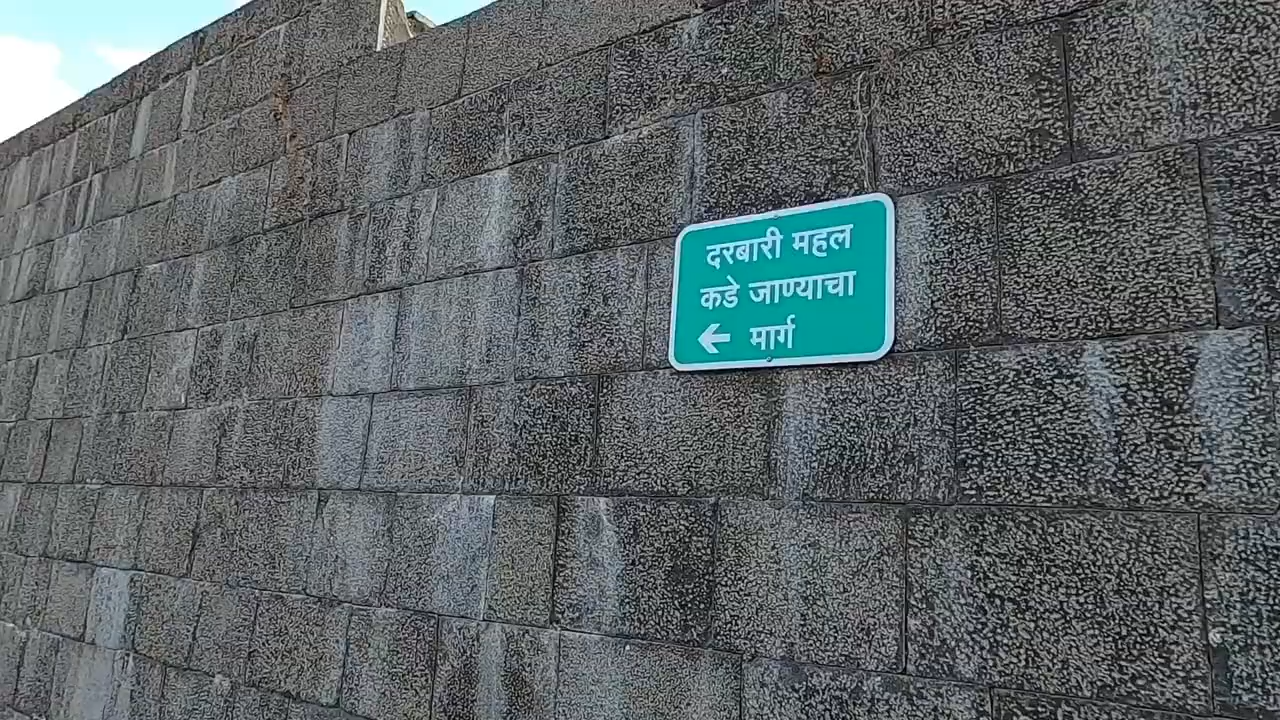 दरबारी महल
कडे जाण्याचा
← मार्ग